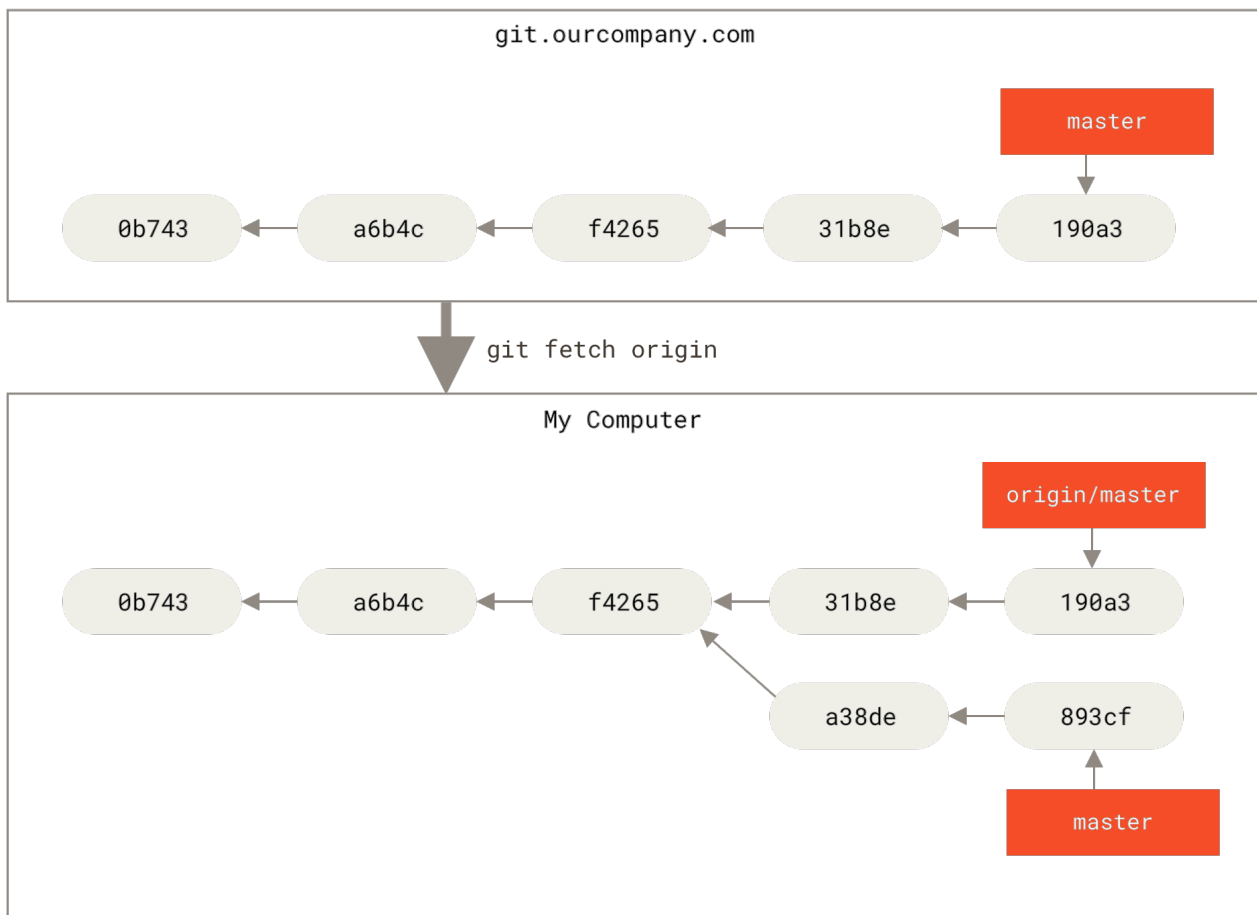 git.ourcompany.com
master
0b743 a6b4c f4265 31b8e 190a3
git fetch origin
My Computer
origin/master
0b743 a6b4c f4265 31b8e 190a3
a38de 893cf
master